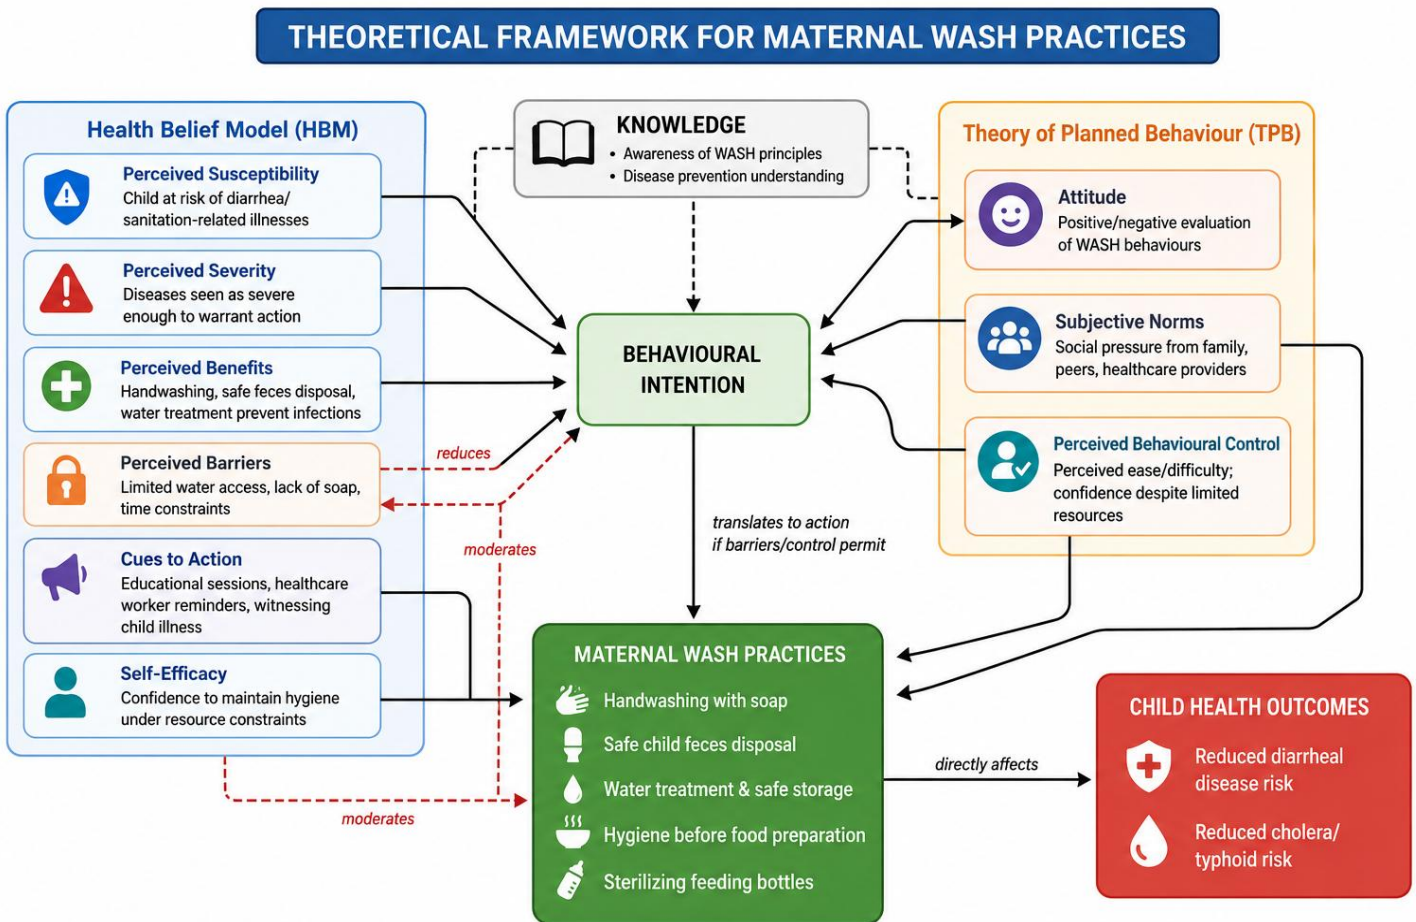 THEORETICAL FRAMEWORK FOR MATERNAL WASH PRACTICES
Health Belief Model (HBM)
Perceived Susceptibility
Child at risk of diarrhea/
sanitation-related illnesses
Perceived Severity
Diseases seen as severe
enough to warrant action
Perceived Benefits
Handwashing, safe feces disposal,
water treatment prevent infections
Perceived Barriers
Limited water access, lack of soap,
time constraints
Cues to Action
Educational sessions, healthcare
worker reminders, witnessing
child illness
Self-Efficacy
Confidence to maintain hygiene
under resource constraints
reduces
moderates
moderates
KNOWLEDGE
• Awareness of WASH principles
• Disease prevention understanding
BEHAVIOURAL
INTENTION
translates to action
if barriers/control permit
Theory of Planned Behaviour (TPB)
Attitude
Positive/negative evaluation
of WASH behaviours
Subjective Norms
Social pressure from family,
peers, healthcare providers
Perceived Behavioural Control
Perceived ease/difficulty;
confidence despite limited
resources
MATERNAL WASH PRACTICES
Handwashing with soap
Safe child feces disposal
Water treatment & safe storage
Hygiene before food preparation
Sterilizing feeding bottles
directly affects
CHILD HEALTH OUTCOMES
Reduced diarrheal
disease risk
Reduced cholera/
typhoid risk